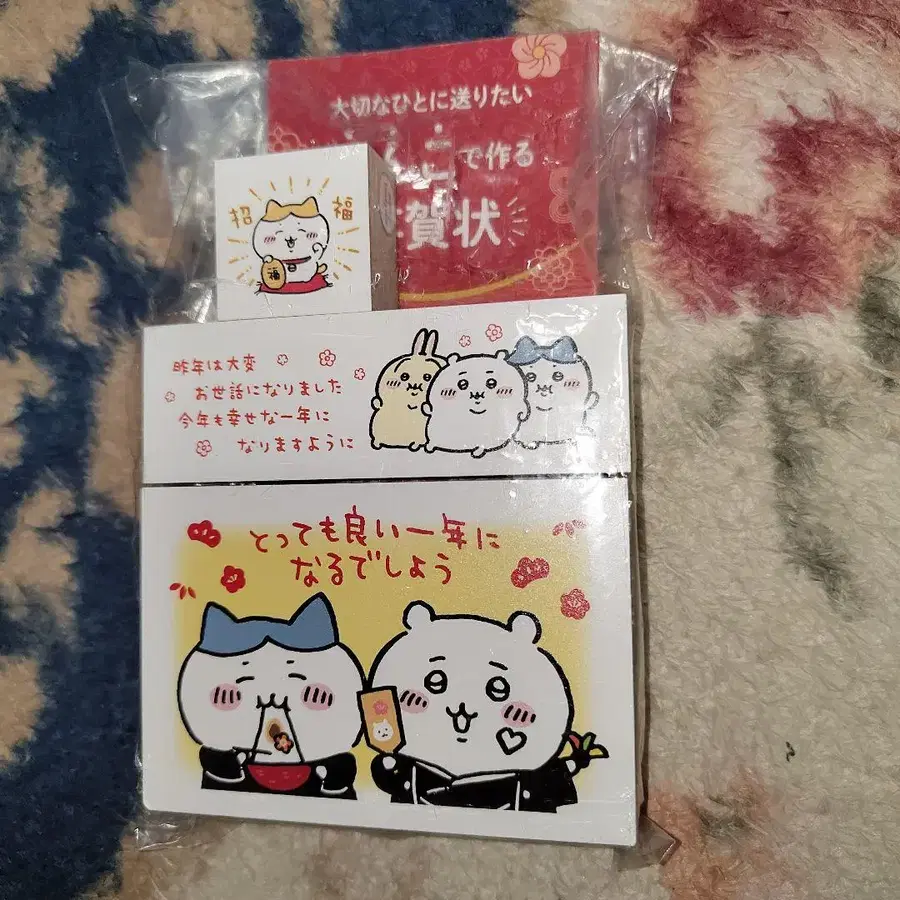 大切なひとに送りたい
で作る
賀状
招 福
福
昨年は大変
お世話になりました
今年も幸せな一年に
なりますように
とっても良い一年に
なるでしょう